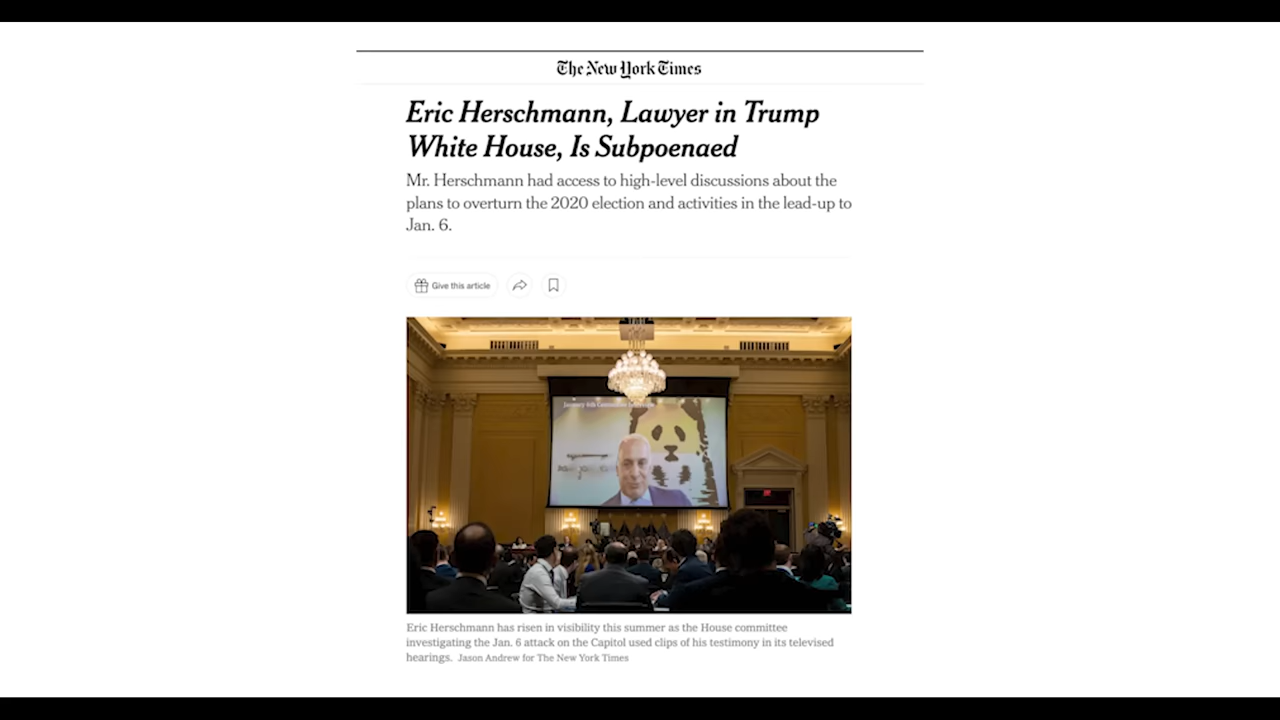 The New York Times
Eric Herschmann, Lawyer in Trump
White House, Is Subpoenaed
Mr. Herschmann had access to high-level discussions about the
plans to overturn the 2020 election and activities in the lead-up to
Jan. 6.
Give this article
Eric Herschmann has risen in visibility this summer as the House committee
investigating the Jan. 6 attack on the Capitol used clips of his testimony in its televised
hearings. Jason Andrew for The New York Times